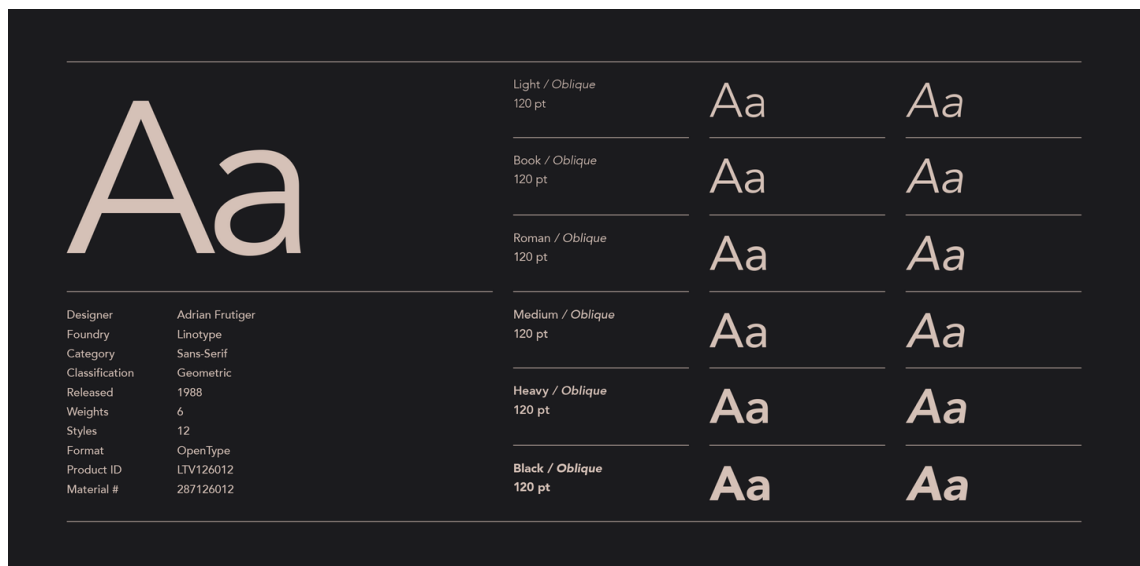 Aa
Designer Adrian Frutiger
Foundry Linotype
Category Sans-Serif
Classification Geometric
Released 1988
Weights 6
Styles 12
Format OpenType
Product ID LTV126012
Material # 287126012
Light / Oblique
120 pt
Aa Aa
Book / Oblique
120 pt
Aa Aa
Roman / Oblique
120 pt
Aa Aa
Medium / Oblique
120 pt
Aa Aa
Heavy / Oblique
120 pt
Aa Aa
Black / Oblique
120 pt
Aa Aa